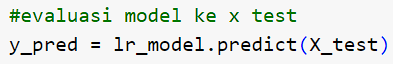 #evaluasi model ke x test
y_pred = lr_model.predict(X_test)